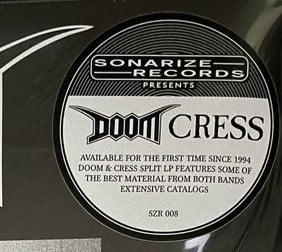 SONARIZE
RECORDS
PRESENTS
DOOM CRESS
AVAILABLE FOR THE FIRST TIME SINCE 1994
DOOM & CRESS SPLIT LP FEATURES SOME OF
THE BEST MATERIAL FROM BOTH BANDS
EXTENSIVE CATALOGS
SZR 008